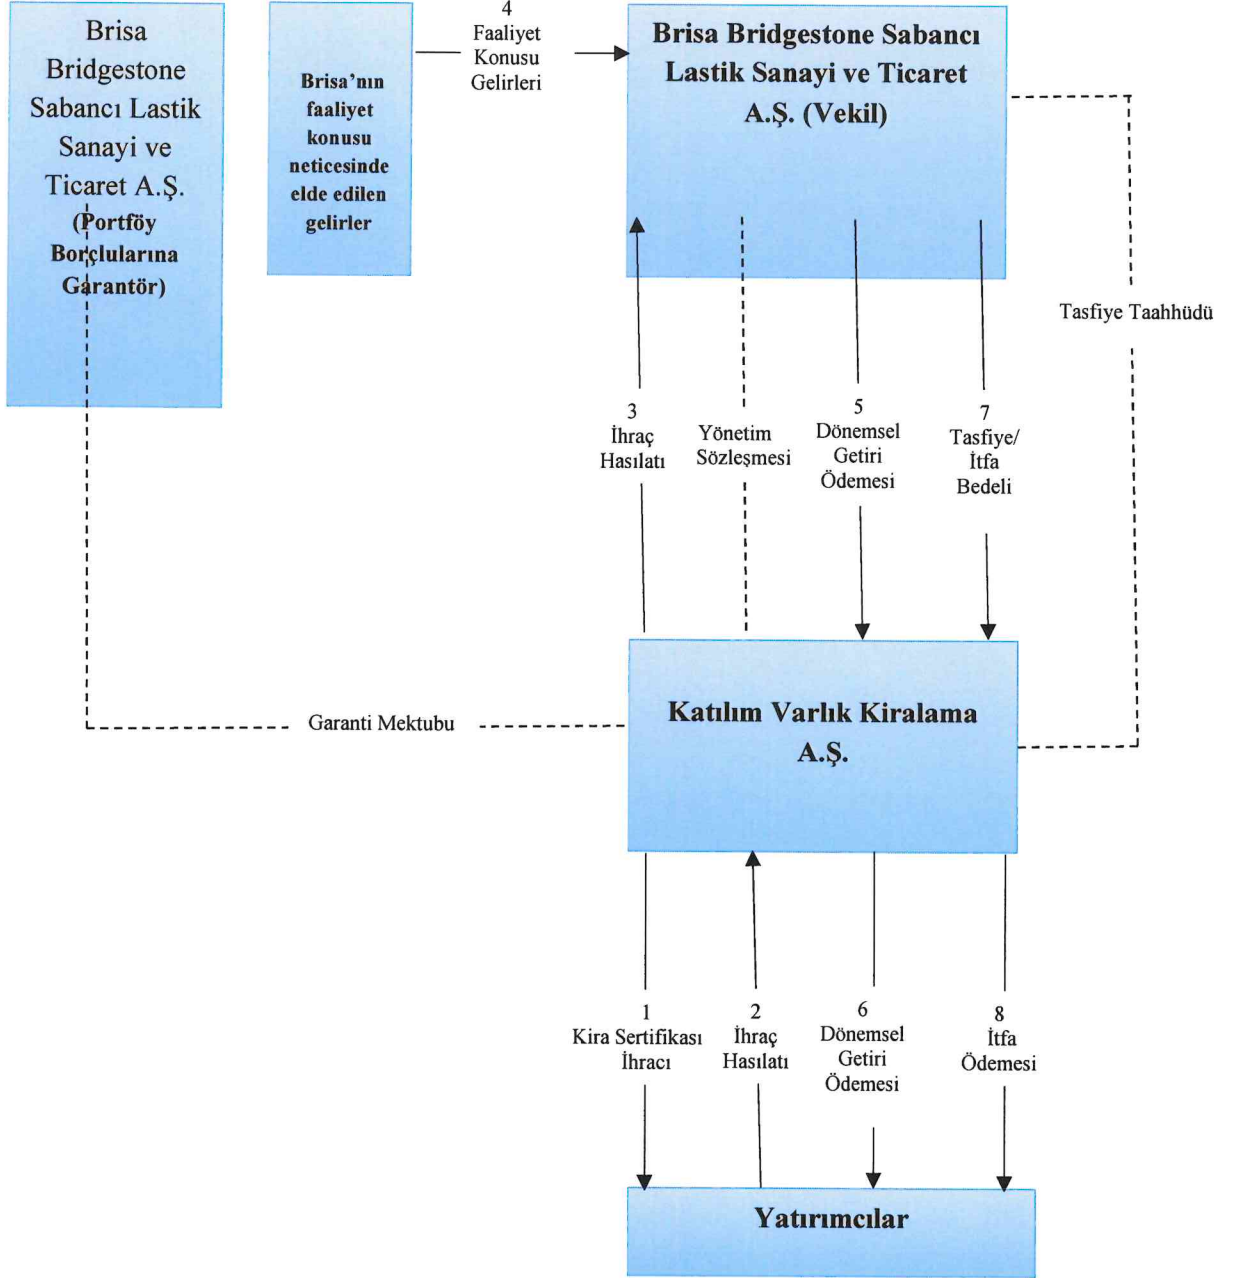 Brisa
Bridgestone
Sabancı Lastik
Sanayi ve
Ticaret A.Ş.
(Portföy
Borçlularına
Garantör)
Brisa'nın
faaliyet
konusu
neticesinde
elde edilen
gelirler
4
Faaliyet
Konusu
Gelirleri
Brisa Bridgestone Sabancı
Lastik Sanayi ve Ticaret
A.Ş. (Vekil)
Tasfiye Taahhüdü
3
İhraç
Hasılatı
Yönetim
Sözleşmesi
5
Dönemsel
Getiri
Ödemesi
7
Tasfiye/
İtfa
Bedeli
Garanti Mektubu
Katılım Varlık Kiralama
A.Ş.
1
Kira Sertifikası
İhracı
2
İhraç
Hasılatı
6
Dönemsel
Getiri
Ödemesi
8
İtfa
Ödemesi
Yatırımcılar